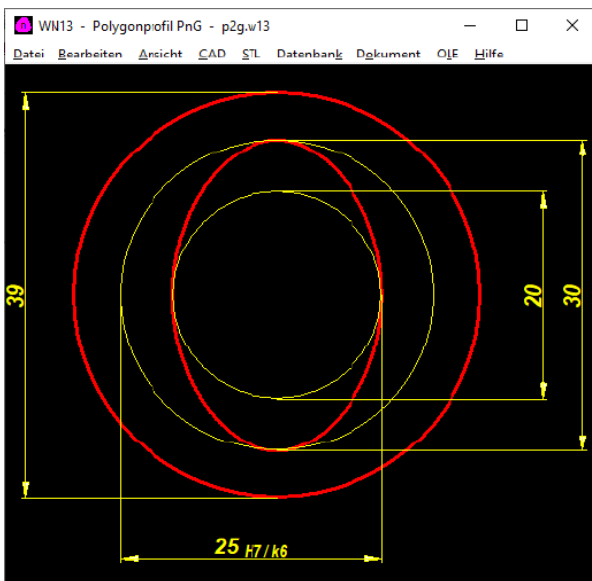 WN13 - Polygonprofil PnG - p2g.w13
Datei Bearbeiten Ansicht CAD STL Datenbank Dokument OLE Hilfe
39
20
30
25 H7/k6